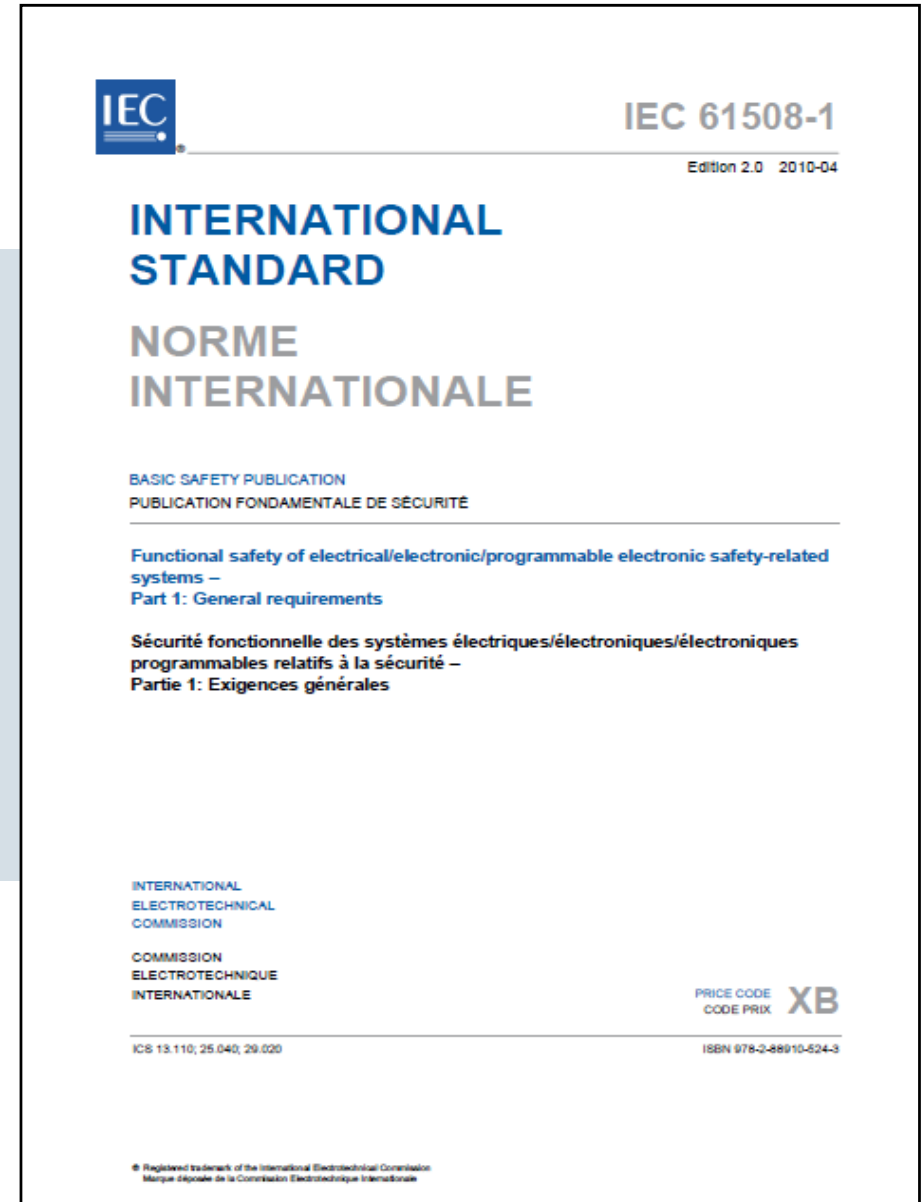 IEC
®
IEC 61508-1
Edition 2.0 2010-04
INTERNATIONAL
STANDARD
NORME
INTERNATIONALE
BASIC SAFETY PUBLICATION
PUBLICATION FONDAMENTALE DE SÉCURITÉ
Functional safety of electrical/electronic/programmable electronic safety-related
systems –
Part 1: General requirements
Sécurité fonctionnelle des systèmes électriques/électroniques/électroniques
programmables relatifs à la sécurité –
Partie 1: Exigences générales
INTERNATIONAL
ELECTROTECHNICAL
COMMISSION
COMMISSION
ELECTROTECHNIQUE
INTERNATIONALE
PRICE CODE
CODE PRIX
XB
ICS 13.110; 25.040; 29.020
ISBN 978-2-88910-524-3
® Registered trademark of the International Electrotechnical Commission
Marque déposée de la Commission Electrotechnique Internationale